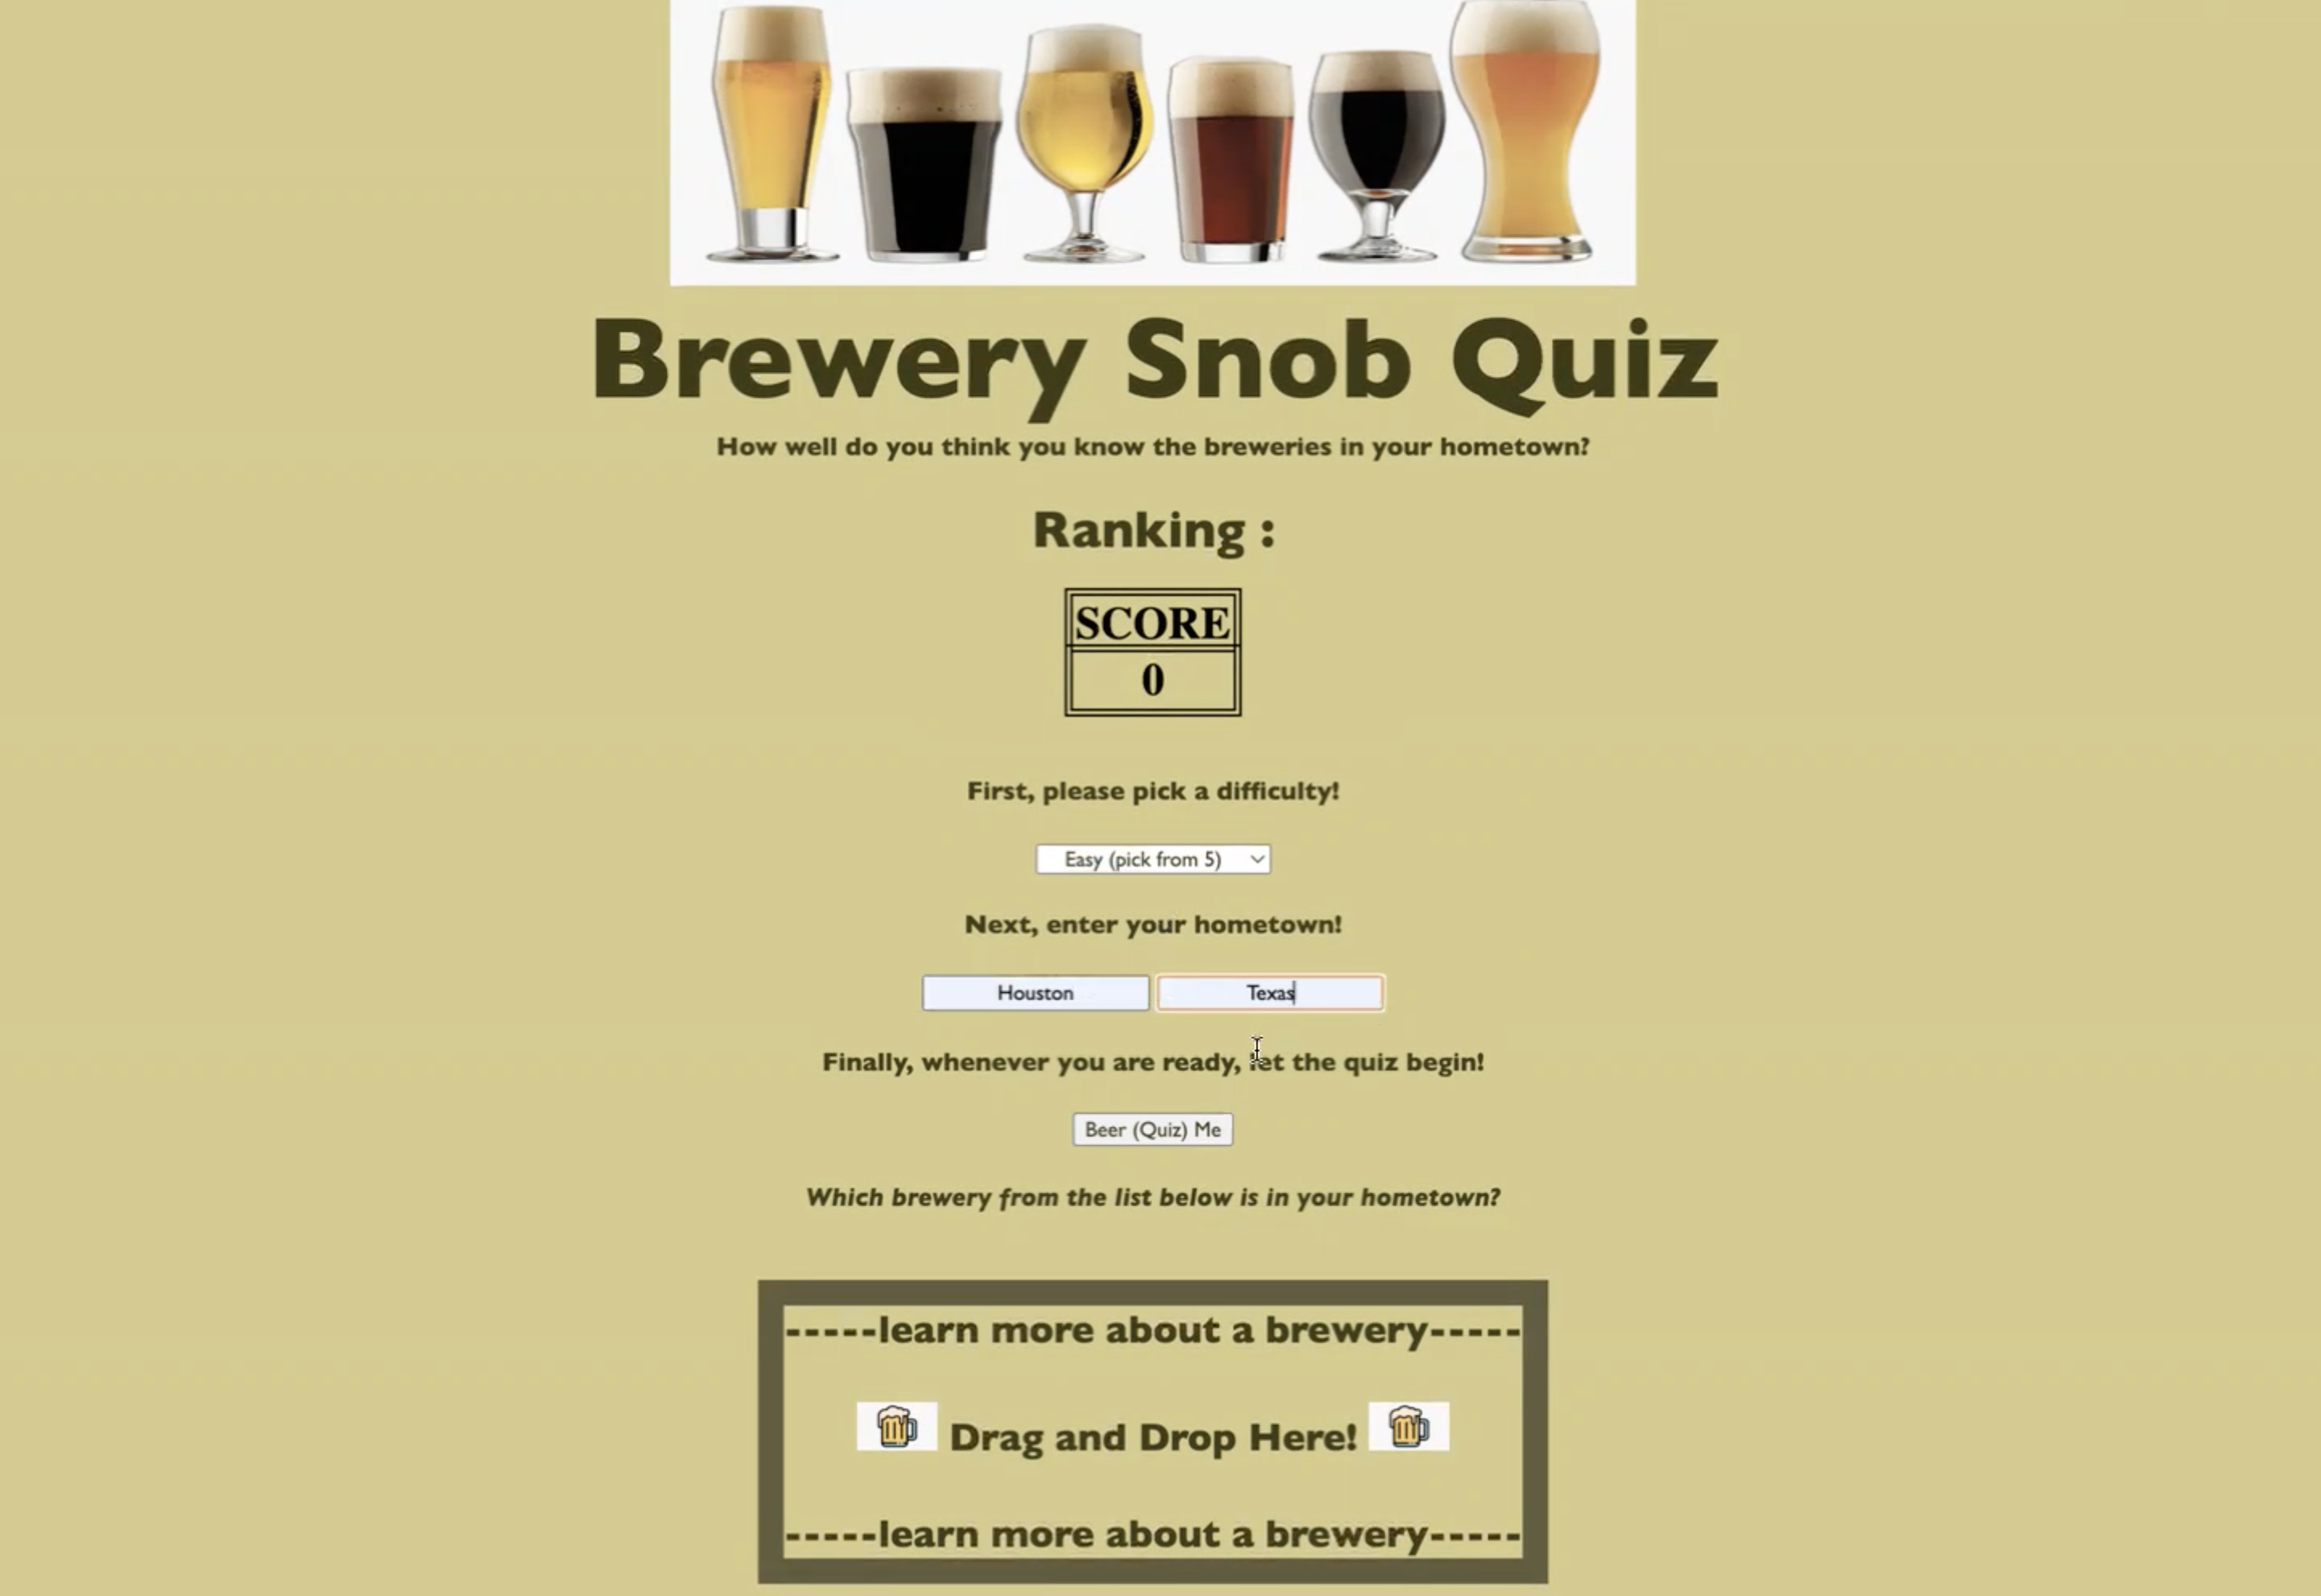 Brewery Snob Quiz
How well do you think you know the breweries in your hometown?
Ranking :
SCORE
0
First, please pick a difficulty!
Easy (pick from 5)
Next, enter your hometown!
Houston Texas
Finally, whenever you are ready, let the quiz begin!
Beer (Quiz) Me
Which brewery from the list below is in your hometown?
-----learn more about a brewery-----
Drag and Drop Here!
-----learn more about a brewery-----